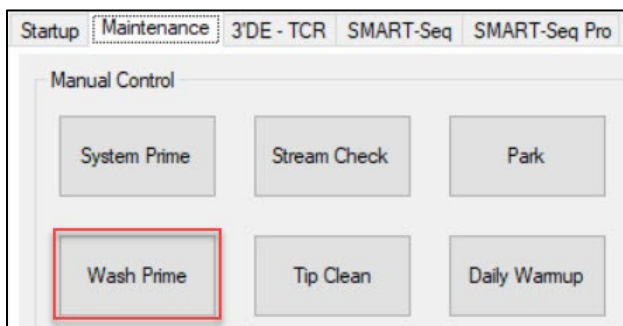 Startup Maintenance 3'DE - TCR SMART-Seq SMART-Seq Pro
Manual Control
System Prime Stream Check Park
Wash Prime Tip Clean Daily Warmup